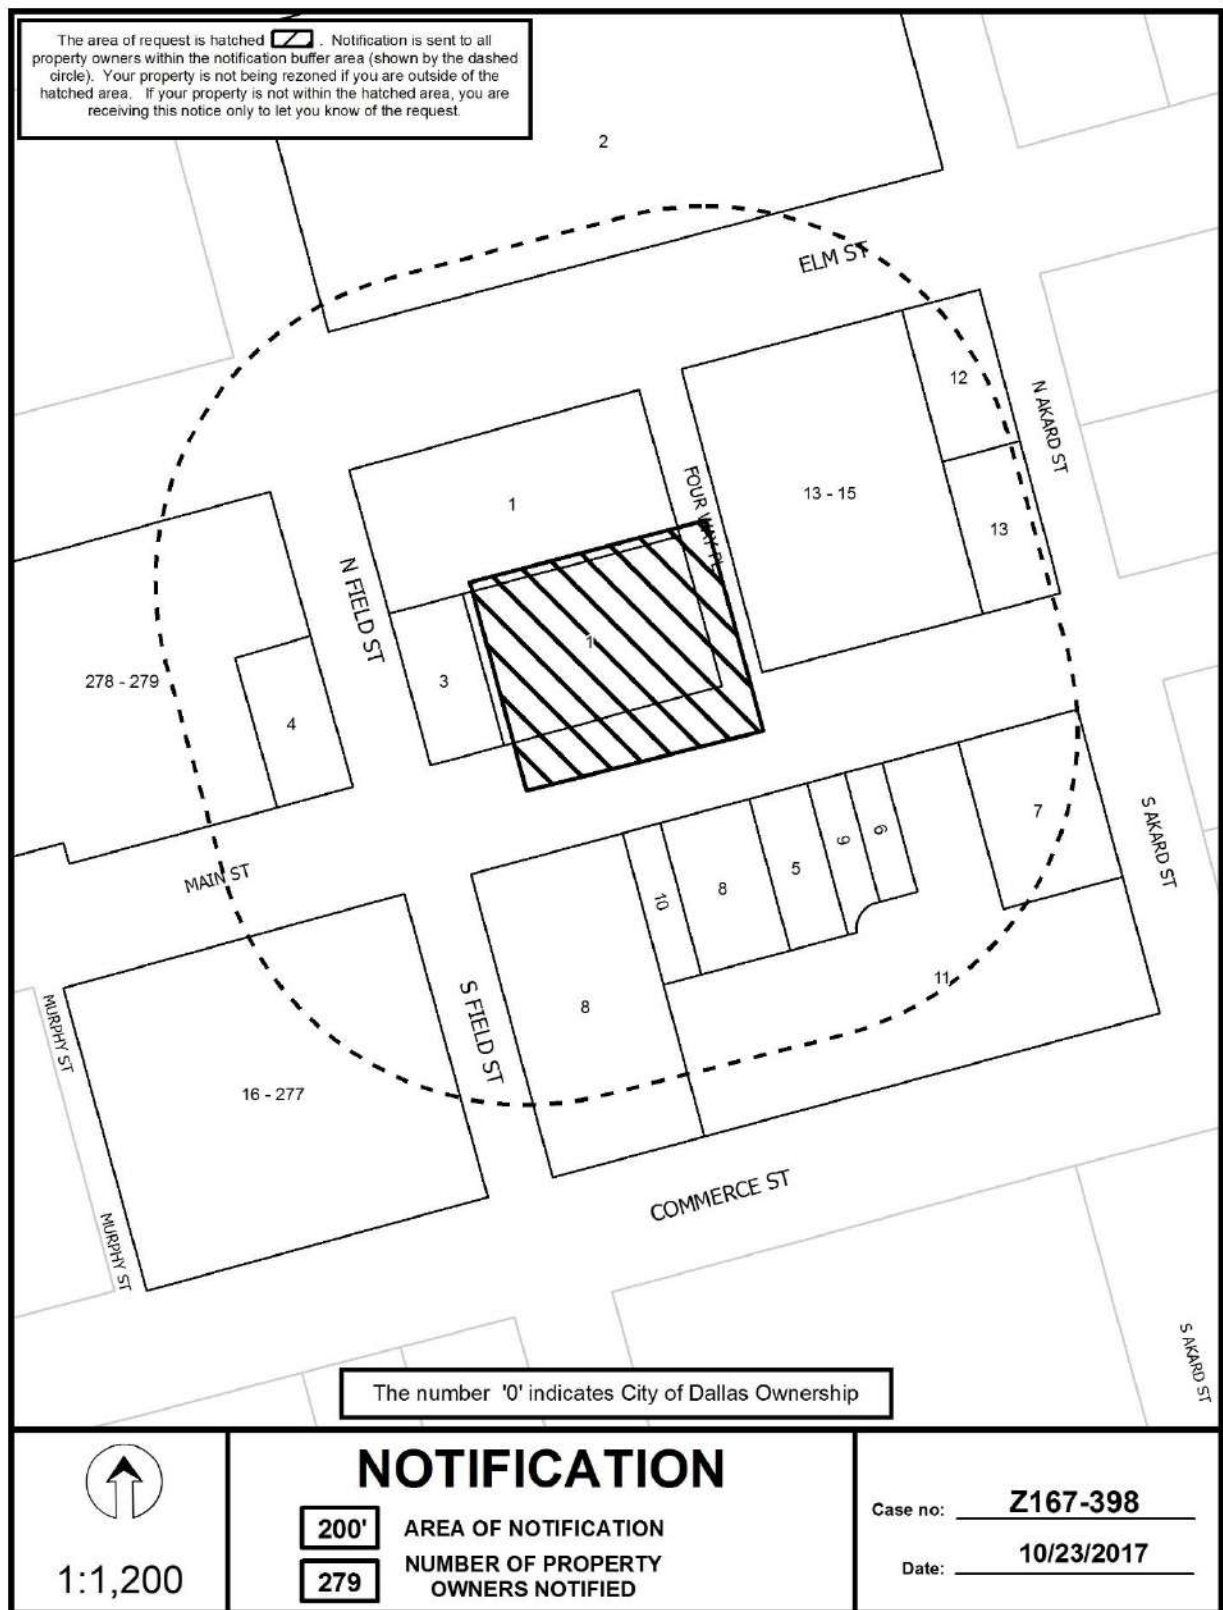 The area of request is hatched . Notification is sent to all
property owners within the notification buffer area (shown by the dashed
circle). Your property is not being rezoned if you are outside of the
hatched area. If your property is not within the hatched area, you are
receiving this notice only to let you know of the request.
2
ELM ST
12
N AKARD ST
13 - 15
FOUR WAY PL
1
13
N FIELD ST
1
278 - 279
3
4
7
S AKARD ST
9
9
5
MAIN ST
8
10
11
S FIELD ST
8
MURPHY ST
16 - 277
COMMERCE ST
MURPHY ST
S AKARD ST
The number '0' indicates City of Dallas Ownership
NOTIFICATION
1:1,200
200' AREA OF NOTIFICATION
279 NUMBER OF PROPERTY
OWNERS NOTIFIED
Case no: Z167-398
Date: 10/23/2017